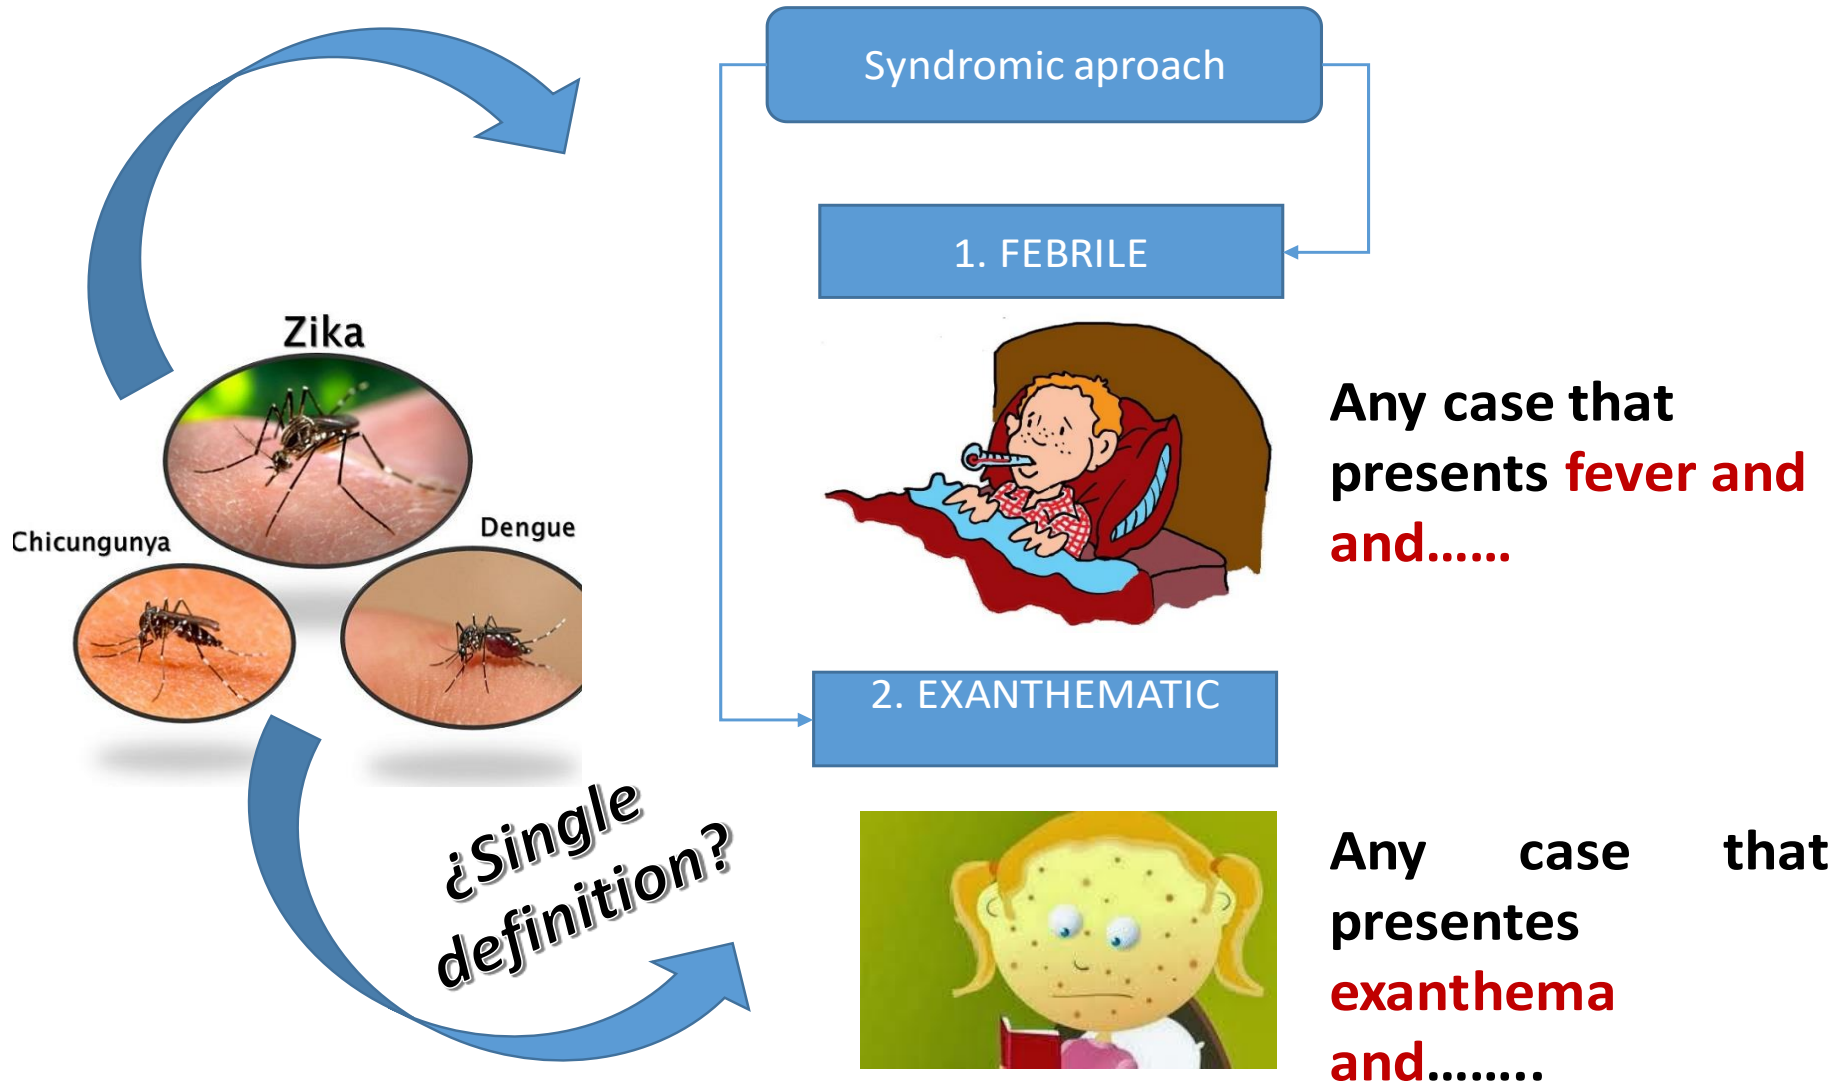 Syndromic aproach
1. FEBRILE
Zika
Chicungunya
Dengue
Any case that
presents fever and
and......
2. EXANTHEMATIC
¿Single
definition?
Any case that
presentes
exanthema
and........